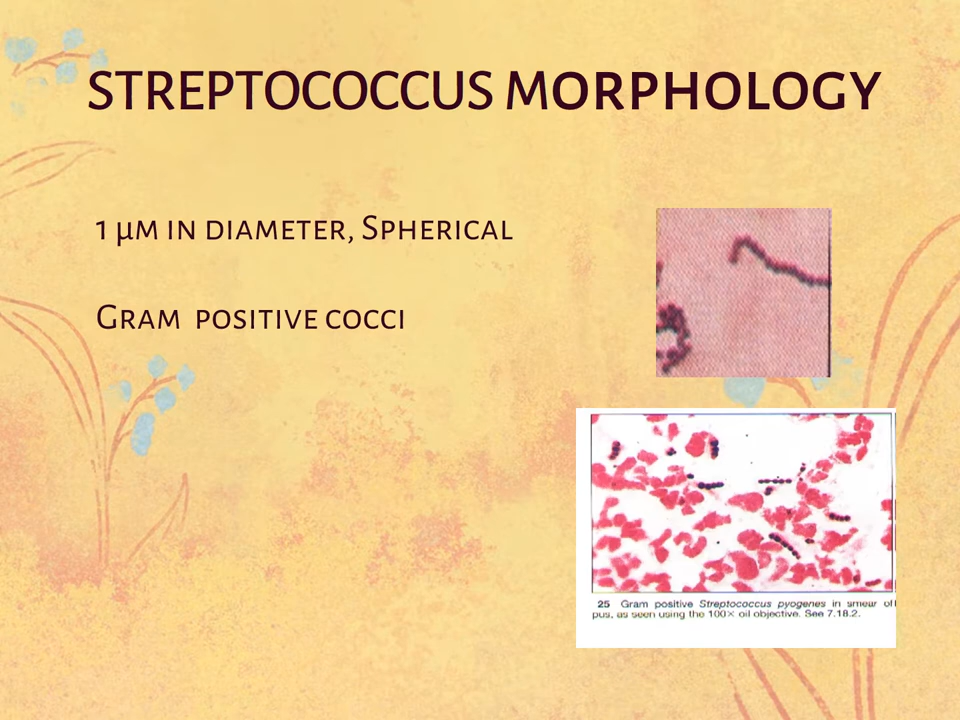 STREPTOCOCCUS MORPHOLOGY
1 µM IN DIAMETER, SPHERICAL
GRAM POSITIVE COCCI
25 Gram positive Streptococcus pyogenes in smear of
pus, as seen using the 100× oil objective. See 7.18.2.